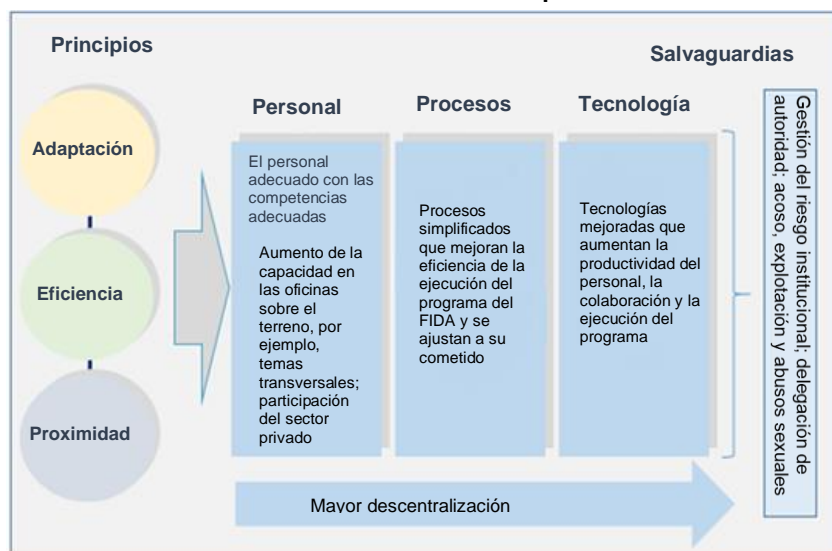 Principios
Salvaguardias
Adaptación
Eficiencia
Proximidad
Personal
El personal
adecuado con las
competencias
adecuadas
Aumento de la
capacidad en
las oficinas
sobre el
terreno, por
ejemplo,
temas
transversales;
participación
del sector
privado
Procesos
Procesos
simplificados
que mejoran la
eficiencia de la
ejecución del
programa del
FIDA y se
ajustan a su
cometido
Tecnología
Tecnologías
mejoradas que
aumentan la
productividad del
personal, la
colaboración y la
ejecución del
programa
Gestión del riesgo institucional; delegación de
autoridad; acoso, explotación y abusos sexuales
Mayor descentralización